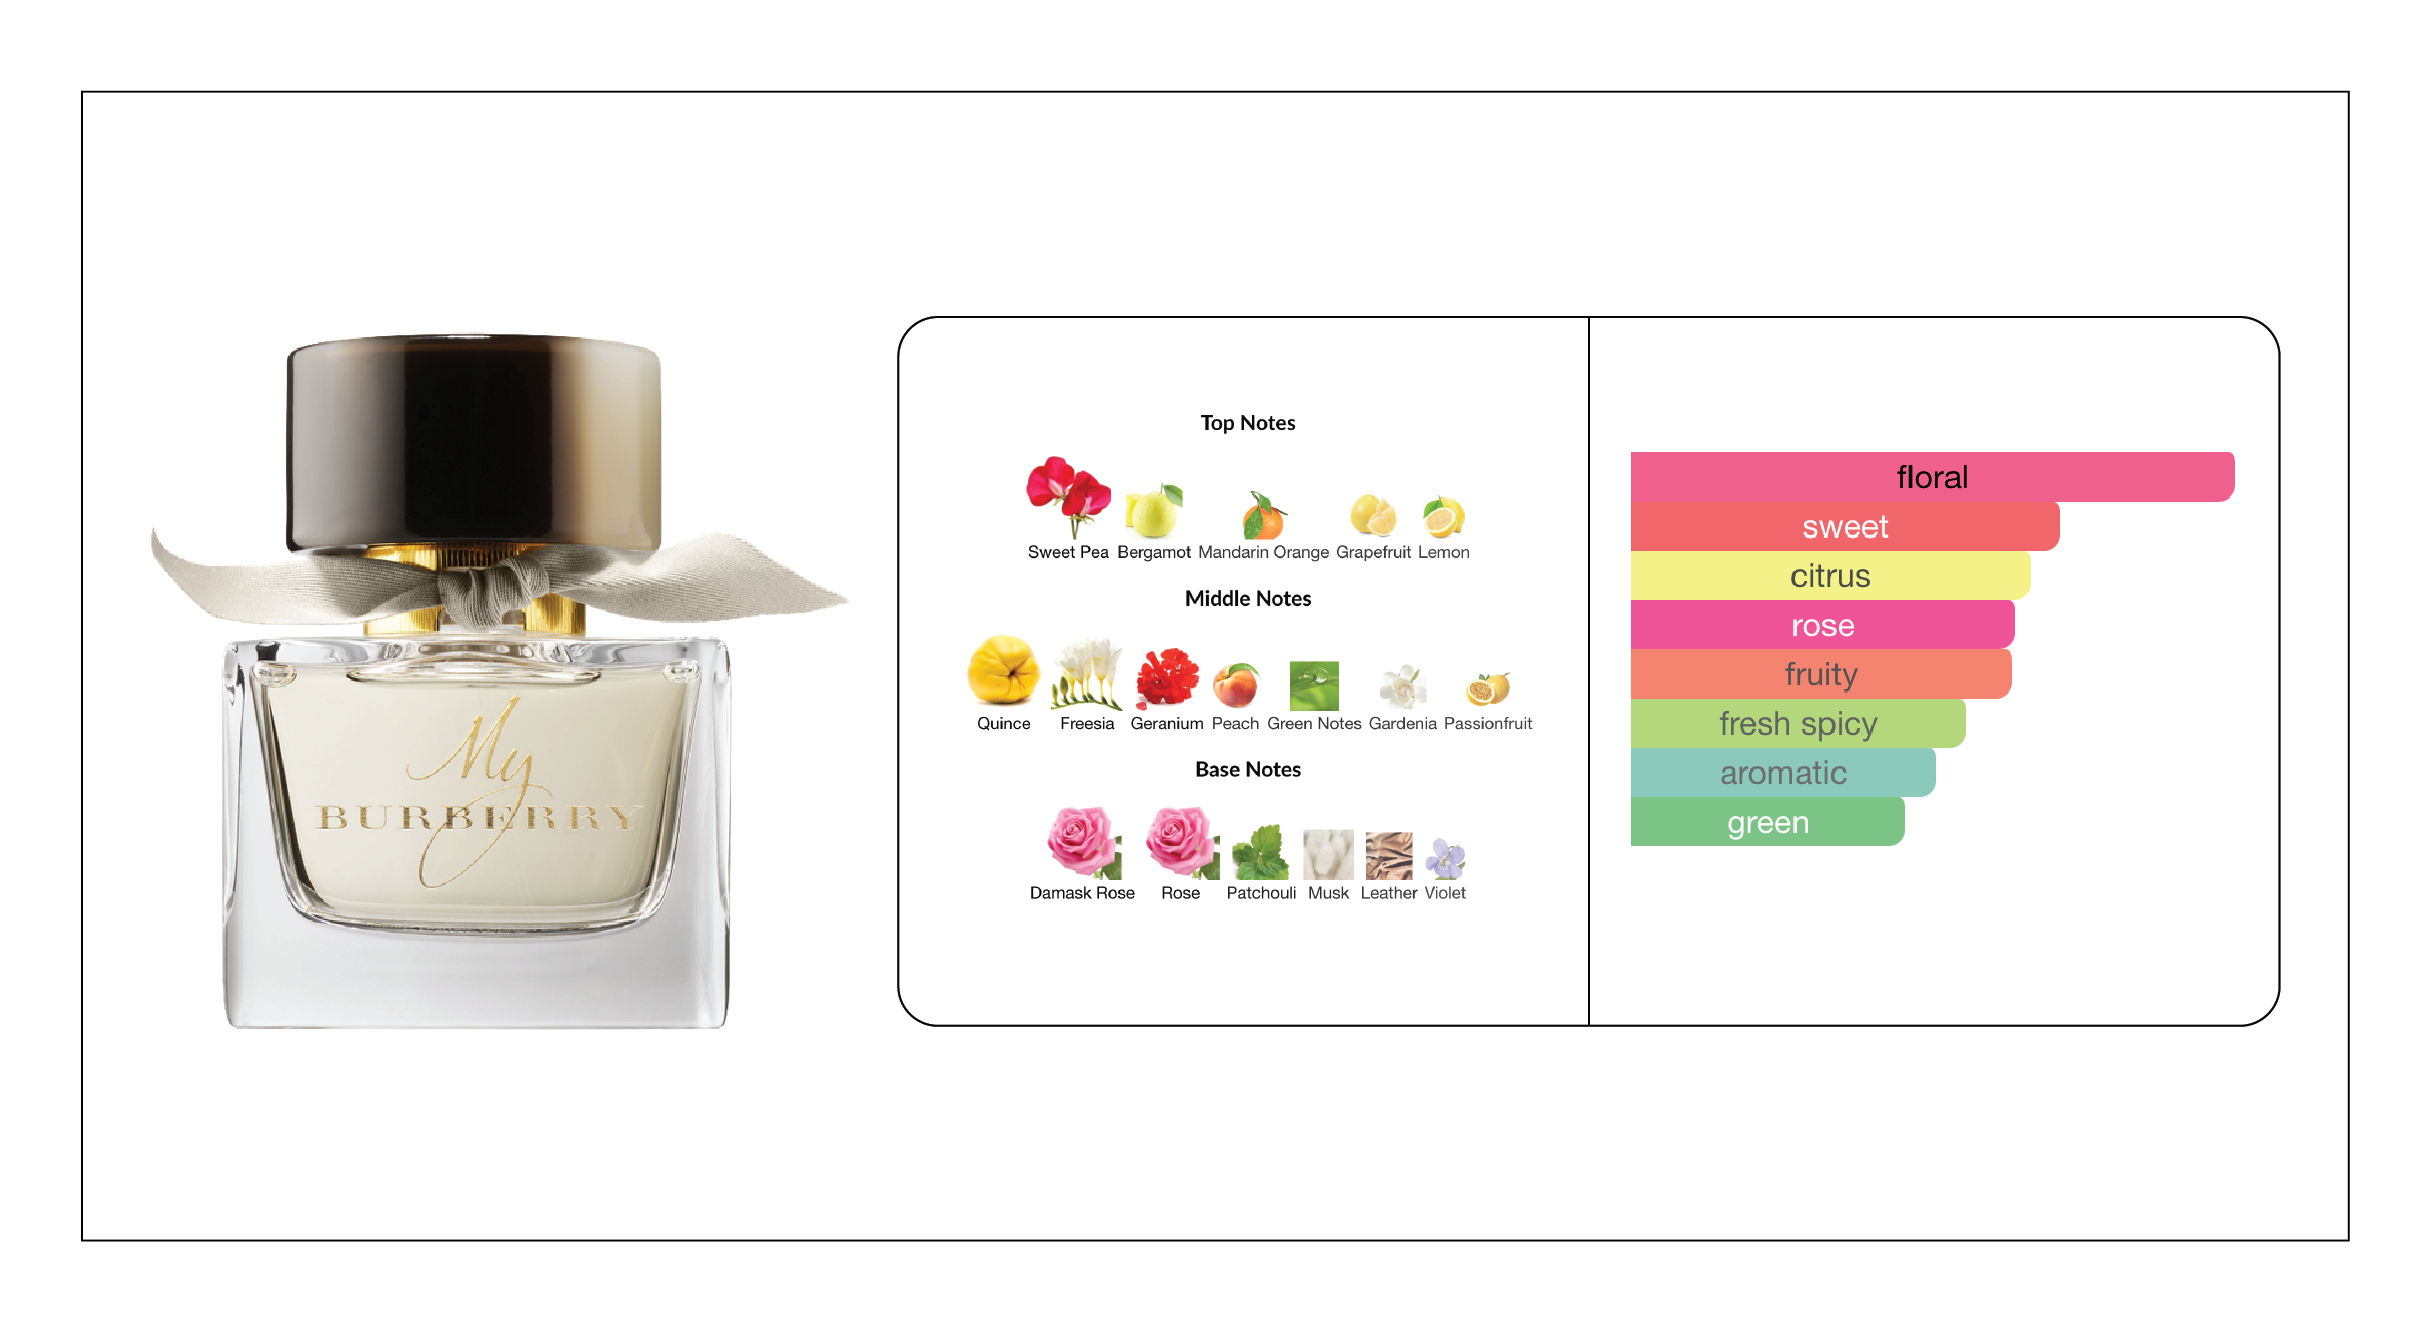 My
BURBERRY
Top Notes
Sweet Pea Bergamot Mandarin Orange Grapefruit Lemon
Middle Notes
Quince Freesia Geranium Peach Green Notes Gardenia Passionfruit
Base Notes
Damask Rose Rose Patchouli Musk Leather Violet
floral
sweet
citrus
rose
fruity
fresh spicy
aromatic
green